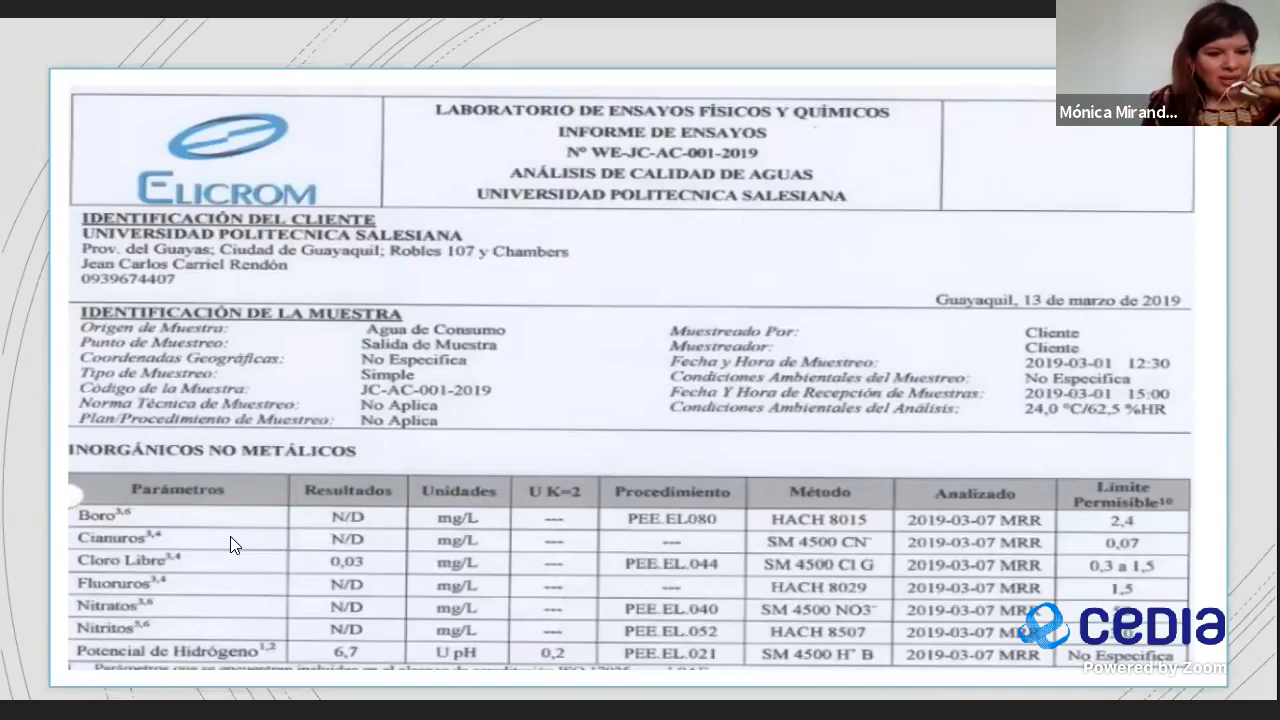 Mónica Mirand...
ELICROM
LABORATORIO DE ENSAYOS FÍSICOS Y QUÍMICOS
INFORME DE ENSAYOS
Nº WE-JC-AC-001-2019
ANÁLISIS DE CALIDAD DE AGUAS
UNIVERSIDAD POLITECNICA SALESIANA
IDENTIFICACIÓN DEL CLIENTE
UNIVERSIDAD POLITECNICA SALESIANA
Prov. del Guayas; Ciudad de Guayaquil; Robles 107 y Chambers
Jean Carlos Carriel Rendón
0939674407
Guayaquil, 13 de marzo de 2019
IDENTIFICACIÓN DE LA MUESTRA
Origen de Muestra: Agua de Consumo Muestreado Por: Cliente
Punto de Muestreo: Salida de Muestra Muestreador: Cliente
Coordenadas Geográficas: No Especifica Fecha y Hora de Muestreo: 2019-03-01 12:30
Tipo de Muestreo: Simple Condiciones Ambientales del Muestreo: No Especifica
Código de la Muestra: JC-AC-001-2019 Fecha Y Hora de Recepción de Muestras: 2019-03-01 15:00
Norma Técnica de Muestreo: No Aplica Condiciones Ambientales del Análisis: 24,0 °C/62,5 %HR
Plan/Procedimiento de Muestreo: No Aplica
INORGÁNICOS NO METÁLICOS
Parámetros Resultados Unidades U K=2 Procedimiento Método Analizado Límite Permisible¹⁰
Boro³,⁶ N/D mg/L --- PEE.EL080 HACH 8015 2019-03-07 MRR 2,4
Cianuros³,⁴ N/D mg/L --- --- SM 4500 CN⁻ 2019-03-07 MRR 0,07
Cloro Libre³,⁴ 0,03 mg/L --- PEE.EL.044 SM 4500 Cl G 2019-03-07 MRR 0,3 a 1,5
Fluoruros³,⁴ N/D mg/L --- --- HACH 8029 2019-03-07 MRR 1,5
Nitratos³,⁶ N/D mg/L --- PEE.EL.040 SM 4500 NO3⁻ 2019-03-07 MRR
Nitritos³,⁶ N/D mg/L --- PEE.EL.052 HACH 8507 2019-03-07 MRR
Potencial de Hidrógeno¹,² 6,7 U pH 0,2 PEE.EL.021 SM 4500 H⁺ B 2019-03-07 MRR No Especifica
cedia
Powered by Zoom